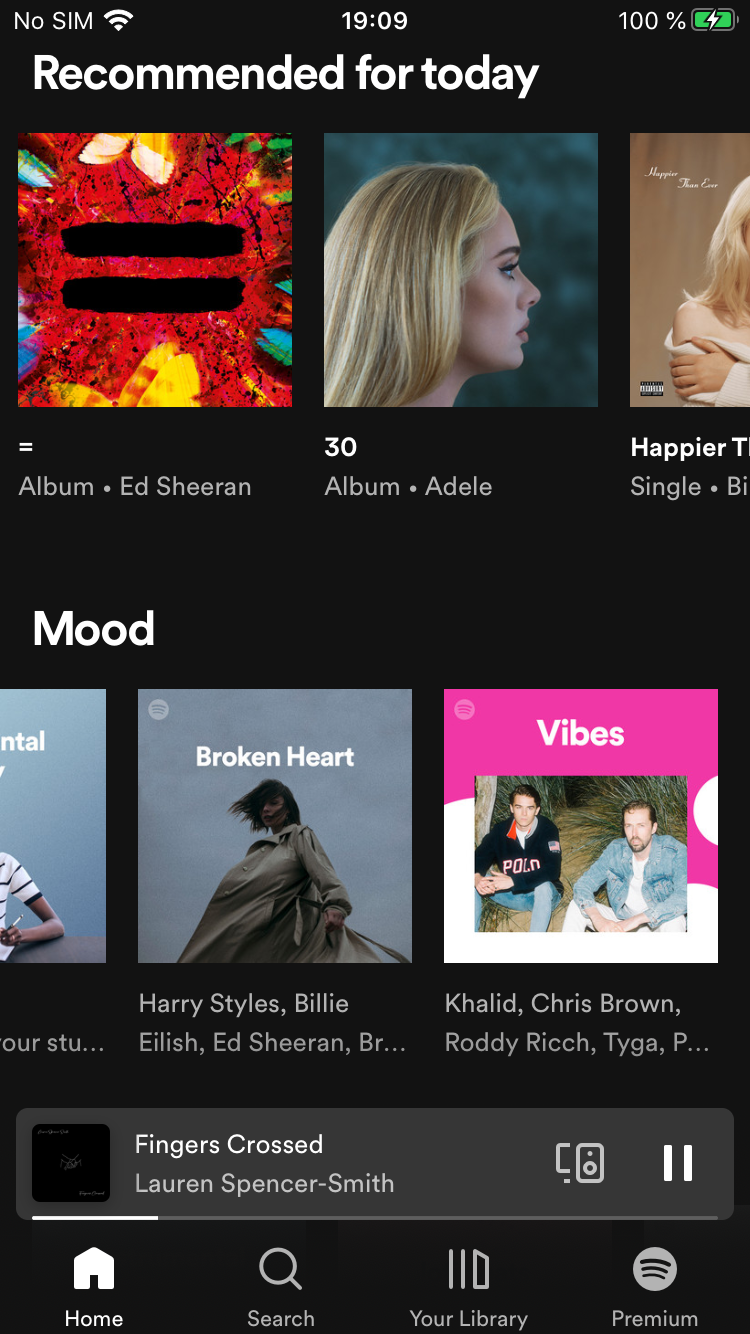 No SIM 19:09 100 %
Recommended for today
Happier
Than Ever
= 30 Happier T
Album • Ed Sheeran Album • Adele Single • Bi
Mood
ntal
y
Broken Heart
Vibes
POLO
Harry Styles, Billie Khalid, Chris Brown,
our stu... Eilish, Ed Sheeran, Br... Roddy Ricch, Tyga, P...
Fingers Crossed
Lauren Spencer-Smith
Home Search Your Library Premium